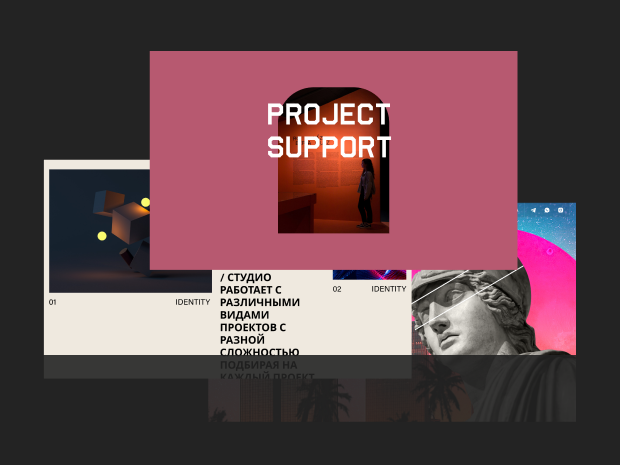 PROJECT
SUPPORT
/ СТУДИО
РАБОТАЕТ С
РАЗЛИЧНЫМИ
ВИДАМИ
ПРОЕКТОВ С
РАЗНОЙ
СЛОЖНОСТЬЮ
ПОДБИРАЯ НА
КАЖДЫЙ ПРОЕКТ
01 IDENTITY
02 IDENTITY